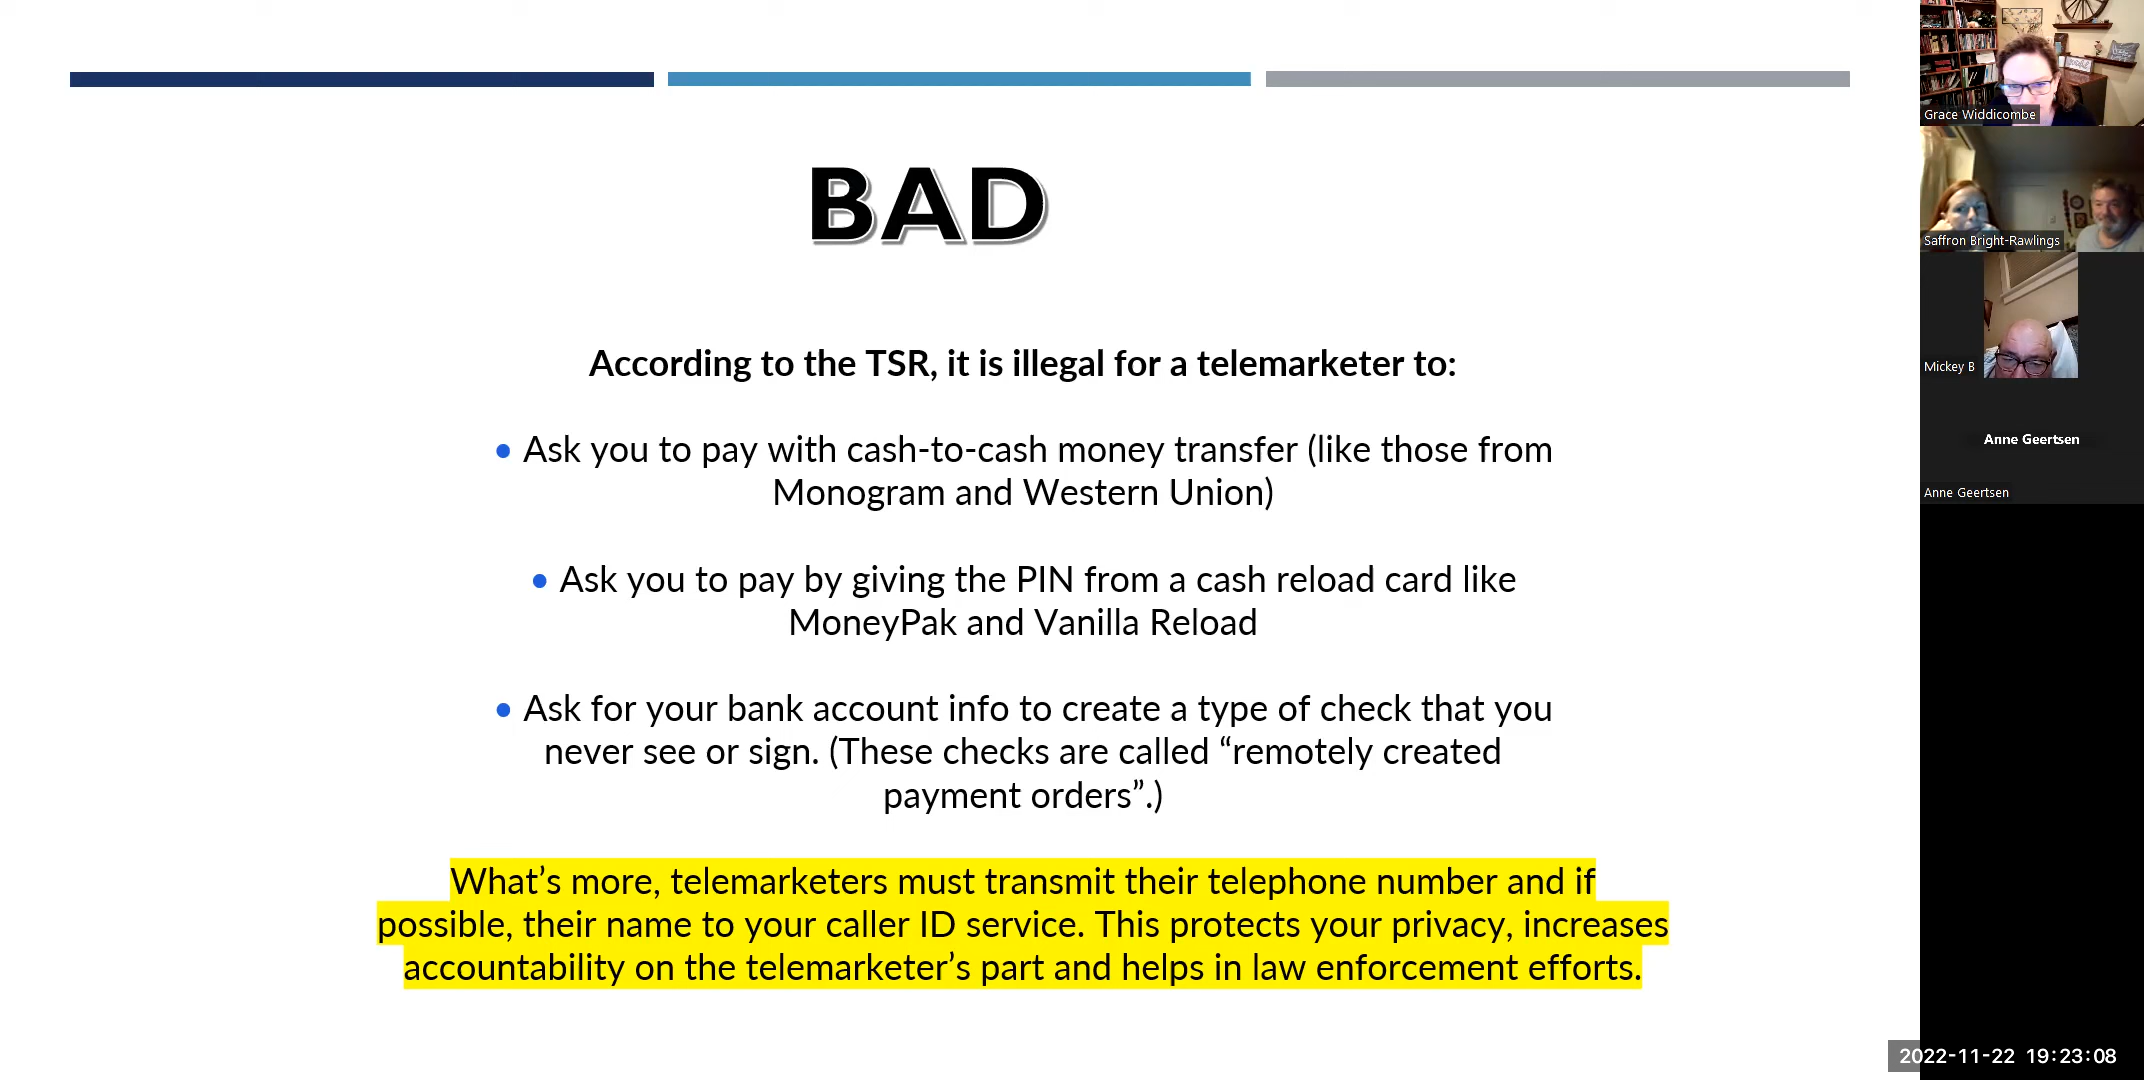 BAD
According to the TSR, it is illegal for a telemarketer to:
• Ask you to pay with cash-to-cash money transfer (like those from
Monogram and Western Union)
• Ask you to pay by giving the PIN from a cash reload card like
MoneyPak and Vanilla Reload
• Ask for your bank account info to create a type of check that you
never see or sign. (These checks are called “remotely created
payment orders”.)
What’s more, telemarketers must transmit their telephone number and if
possible, their name to your caller ID service. This protects your privacy, increases
accountability on the telemarketer’s part and helps in law enforcement efforts.
Grace Widdicombe
Saffron Bright-Rawlings
Mickey B
Anne Geertsen
Anne Geertsen
2022-11-22 19:23:08